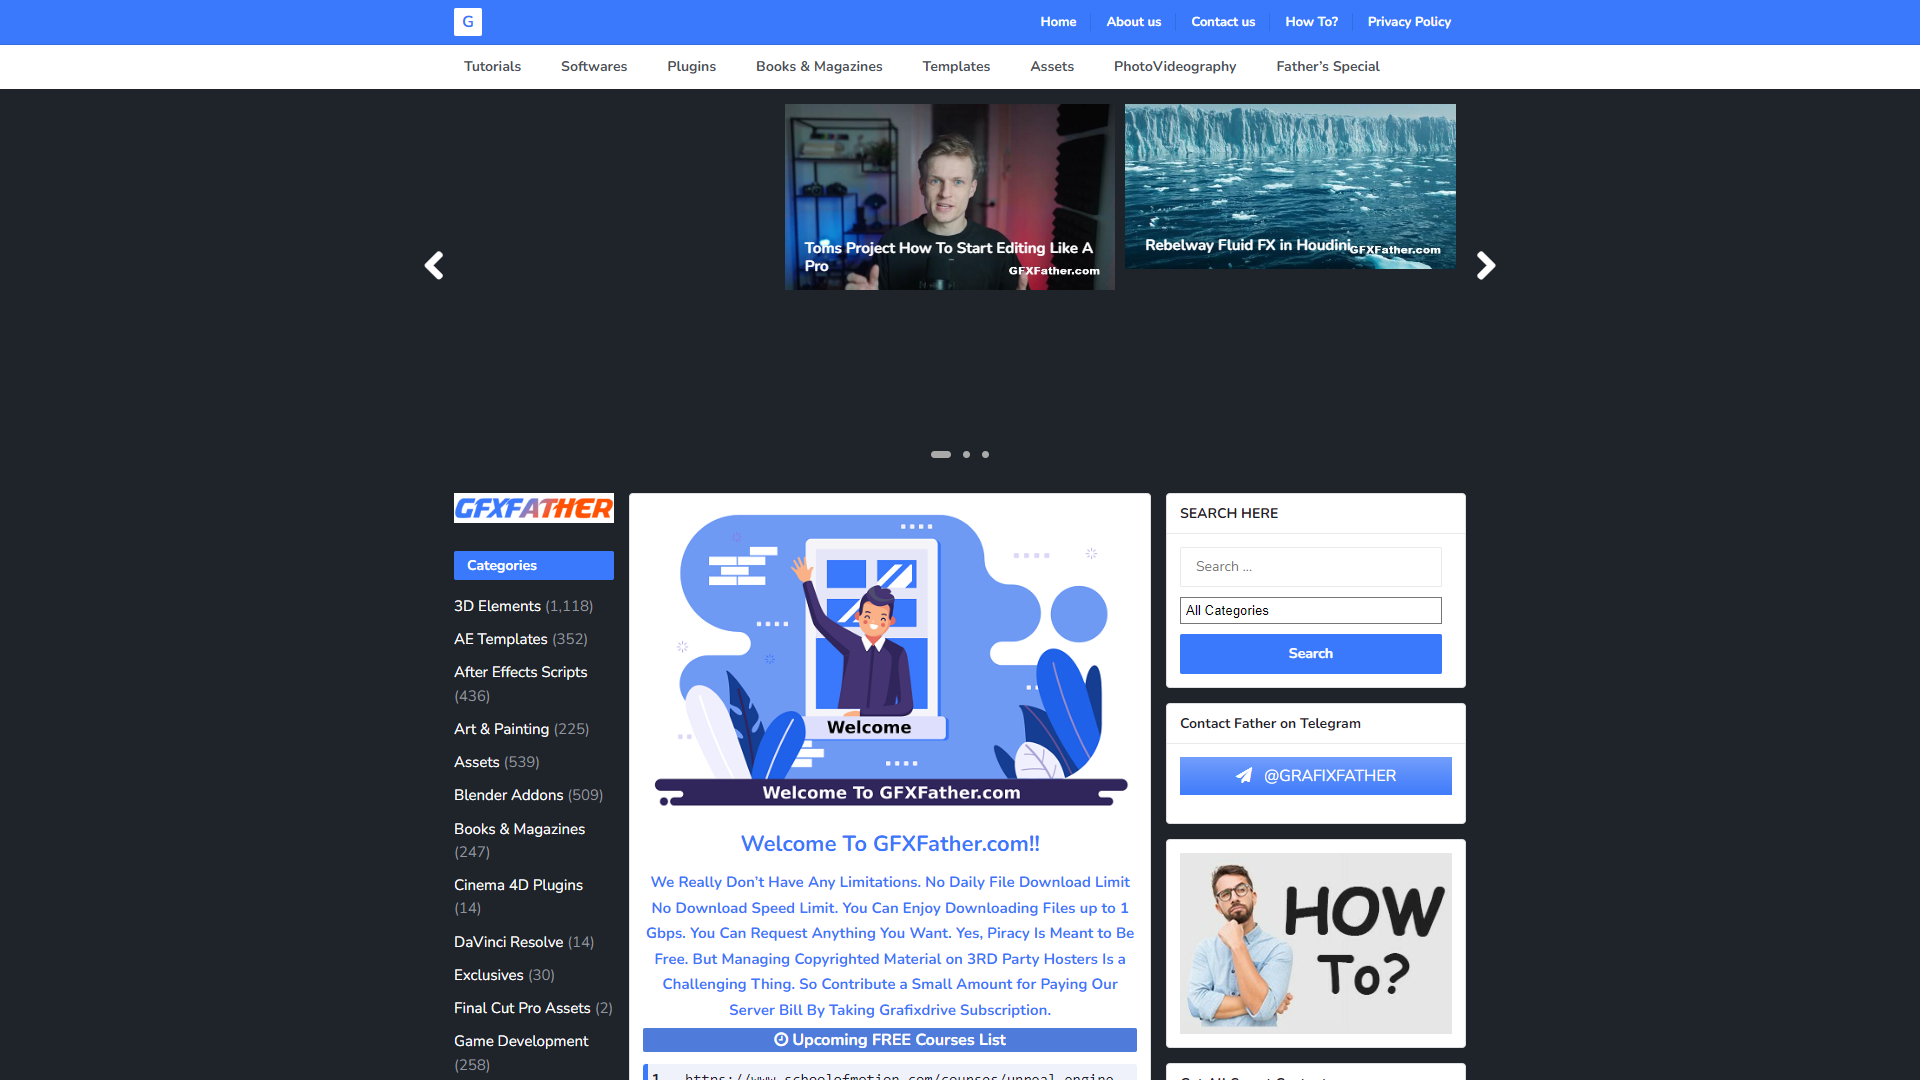 G
Home
About us
Contact us
How To?
Privacy Policy
Tutorials
Softwares
Plugins
Books & Magazines
Templates
Assets
PhotoVideography
Father's Special
Toms Project How To Start Editing Like A
Pro
GFXFather.com
Rebelway Fluid FX in Houdini
GFXFather.com
GFXFATHER
Categories
3D Elements (1,118)
AE Templates (352)
After Effects Scripts
(436)
Art & Painting (225)
Assets (539)
Blender Addons (509)
Books & Magazines
(247)
Cinema 4D Plugins
(14)
DaVinci Resolve (14)
Exclusives (30)
Final Cut Pro Assets (2)
Game Development
(258)
Welcome
Welcome To GFXFather.com
Welcome To GFXFather.com!!
We Really Don't Have Any Limitations. No Daily File Download Limit
No Download Speed Limit. You Can Enjoy Downloading Files up to 1
Gbps. You Can Request Anything You Want. Yes, Piracy Is Meant to Be
Free. But Managing Copyrighted Material on 3RD Party Hosters Is a
Challenging Thing. So Contribute a Small Amount for Paying Our
Server Bill By Taking Grafixdrive Subscription.
Upcoming FREE Courses List
1 https://www.schoolofmotion.com/courses/unreal-engine
SEARCH HERE
Search ...
All Categories
Search
Contact Father on Telegram
@GRAFIXFATHER
HOW
To?